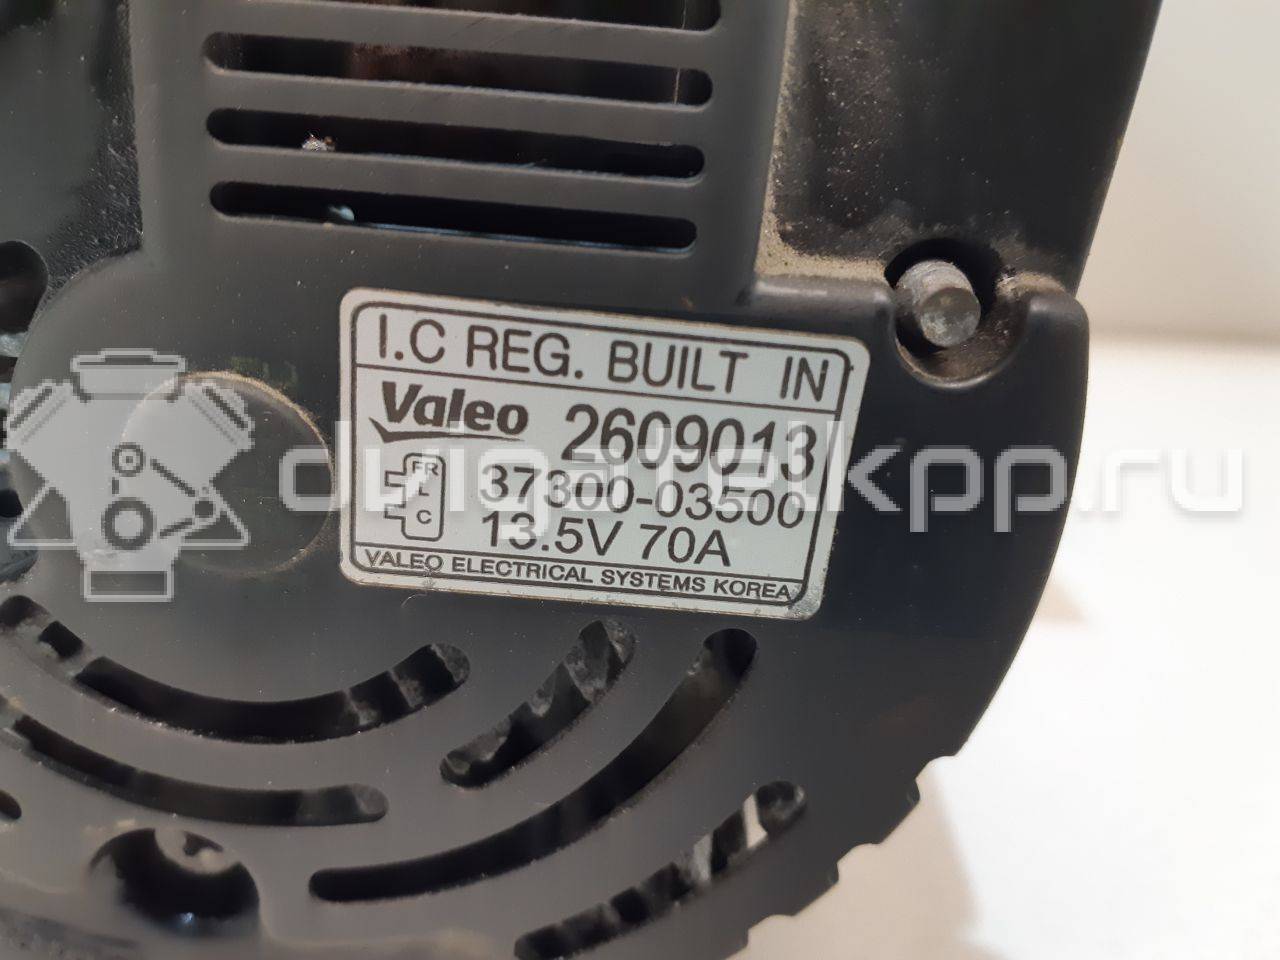 I.C REG. BUILT IN
Valeo 2609013
FR
L
C
37300-03500
13.5V 70A
VALEO ELECTRICAL SYSTEMS KOREA
dvigatelkpp.ru